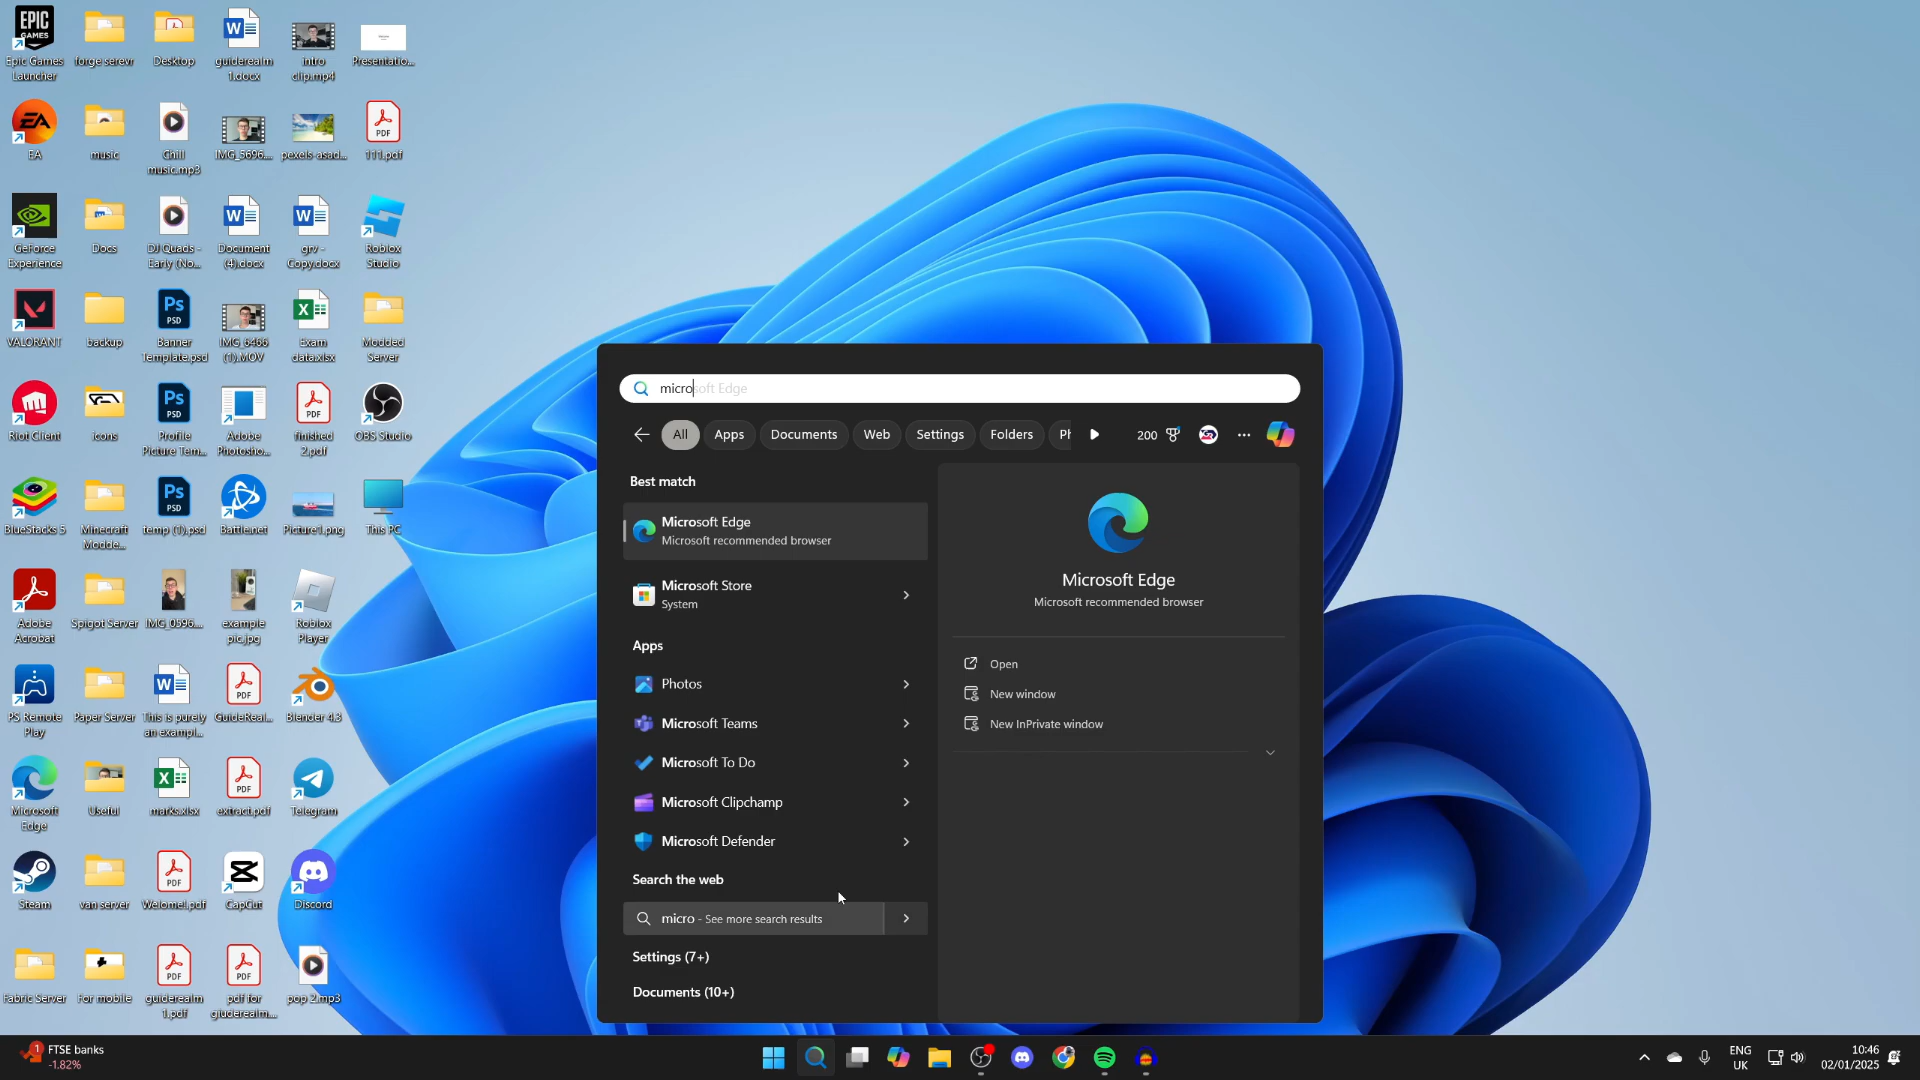 Epic Games Launcher
forge serevr
Desktop
guiderealm 1.docx
intro clip.mp4
Presentatio...
EA
music
Chill music.mp3
IMG_5696....
pexels-asad...
111.pdf
GeForce Experience
Docs
DJ Quads - Early (No...
Document (4).docx
grv - Copy.docx
Roblox Studio
VALORANT
backup
Banner Template.psd
IMG_6466 (1).MOV
Exam data.xlsx
Modded Server
Riot Client
icons
Profile Picture Tem...
Adobe Photosho...
finished 2.pdf
OBS Studio
BlueStacks 5
Minecraft Modde...
temp (1).psd
Battle.net
Picture1.png
This PC
Adobe Acrobat
Spigot Server
IMG_0596....
example pic.jpg
Roblox Player
PS Remote Play
Paper Server
This is purely an exampl...
GuideReal...
Blender 4.3
Microsoft Edge
Useful
marks.xlsx
extract.pdf
Telegram
Steam
van server
Welome!.pdf
CapCut
Discord
Fabric Server
For mobile
guiderealm 1.pdf
pdf for giuderealm...
pop 2.mp3
microsoft Edge
All
Apps
Documents
Web
Settings
Folders
Ph
200
Best match
Microsoft Edge
Microsoft recommended browser
Microsoft Store
System
Apps
Photos
Microsoft Teams
Microsoft To Do
Microsoft Clipchamp
Microsoft Defender
Search the web
micro - See more search results
Settings (7+)
Documents (10+)
Microsoft Edge
Microsoft recommended browser
Open
New window
New InPrivate window
1
FTSE banks
-1.82%
ENG
UK
10:46
02/01/2025